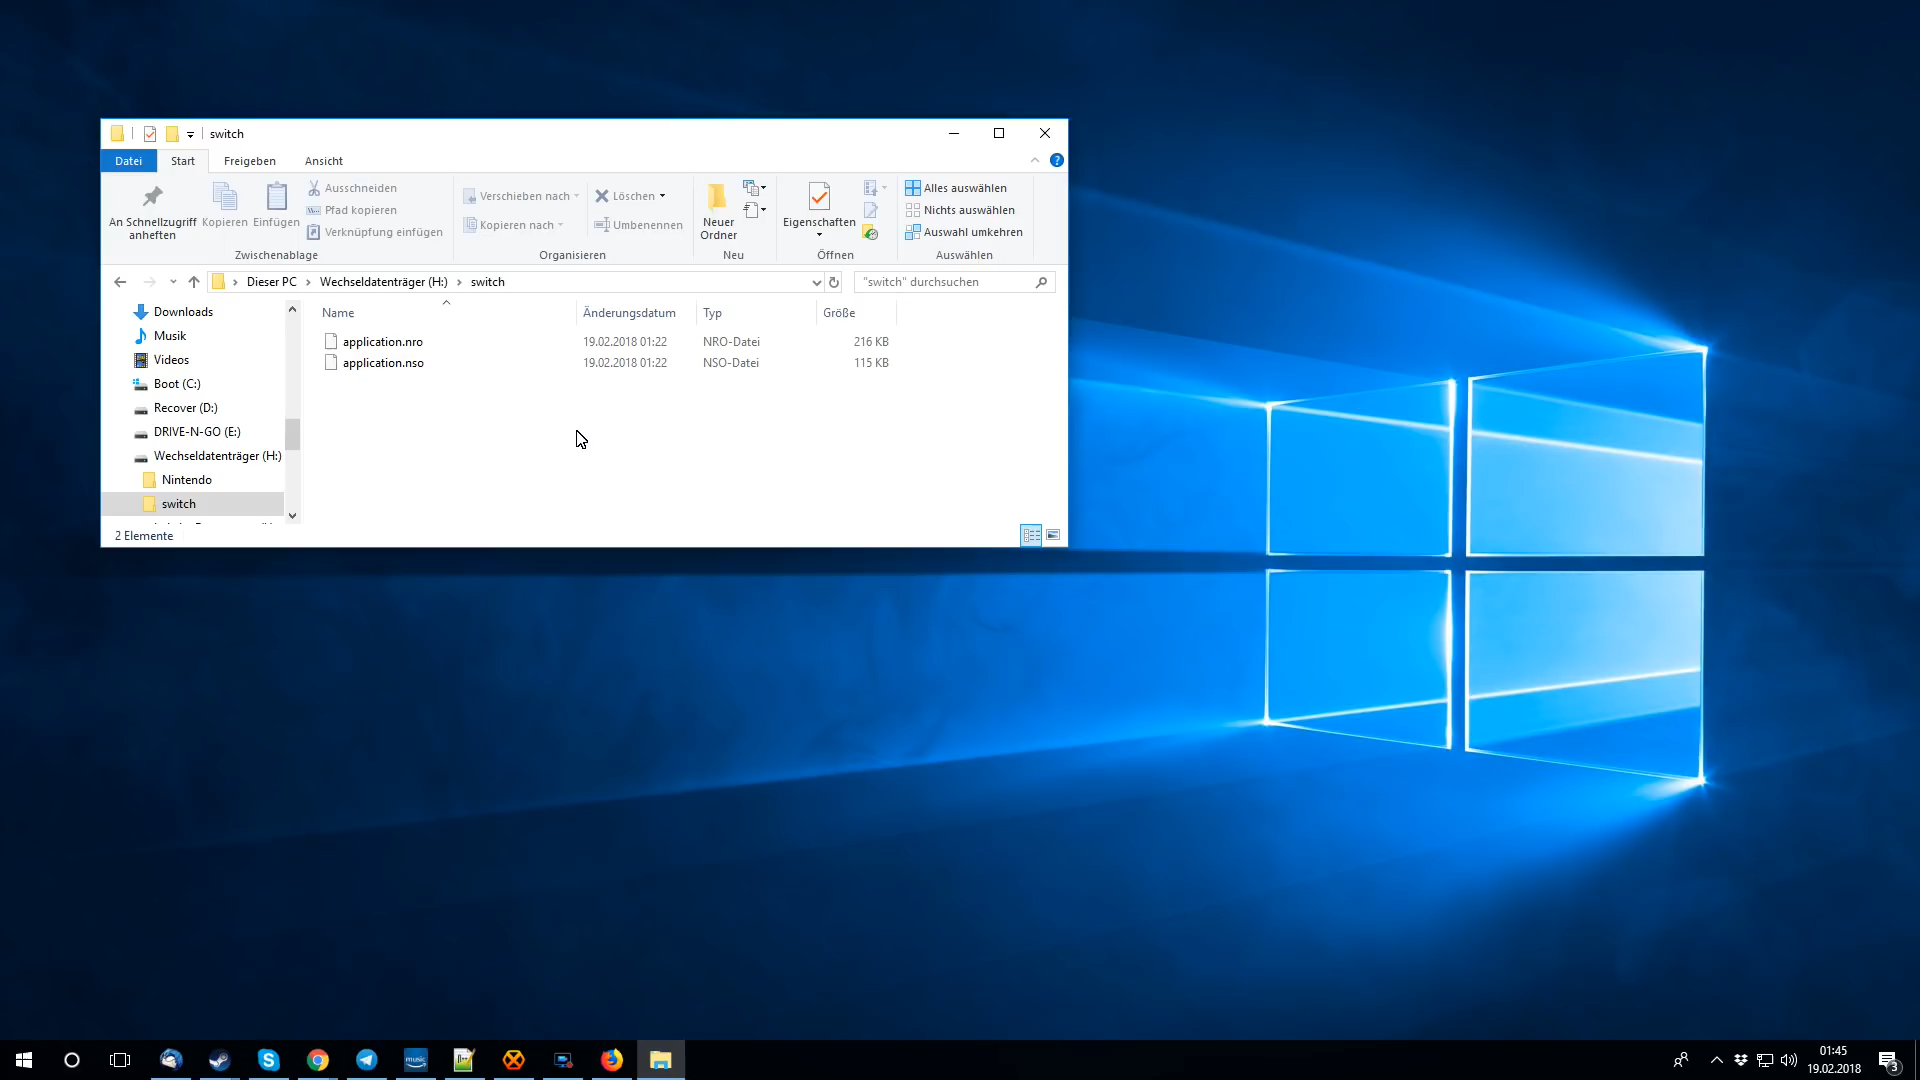 switch
Datei Start Freigeben Ansicht
An Schnellzugriff anheften
Kopieren
Einfügen
Ausschneiden
Pfad kopieren
Verknüpfung einfügen
Zwischenablage
Verschieben nach
Kopieren nach
Löschen
Umbenennen
Organisieren
Neuer Ordner
Neu
Eigenschaften
Öffnen
Alles auswählen
Nichts auswählen
Auswahl umkehren
Auswählen
Dieser PC › Wechseldatenträger (H:) › switch
"switch" durchsuchen
Downloads
Musik
Videos
Boot (C:)
Recover (D:)
DRIVE-N-GO (E:)
Wechseldatenträger (H:)
Nintendo
switch
Name Änderungsdatum Typ Größe
application.nro 19.02.2018 01:22 NRO-Datei 216 KB
application.nso 19.02.2018 01:22 NSO-Datei 115 KB
2 Elemente
music
01:45
19.02.2018
3